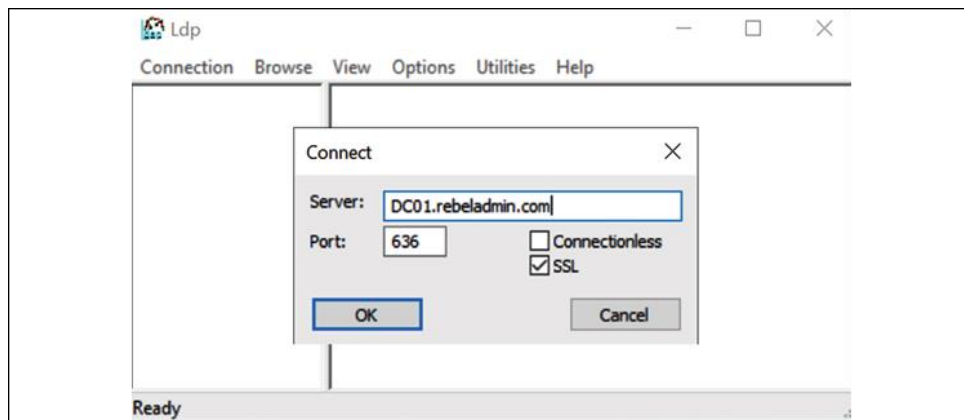 Ldp
Connection Browse View Options Utilities Help
Connect
Server: DC01.rebeladmin.com
Port: 636 Connectionless
SSL
OK Cancel
Ready